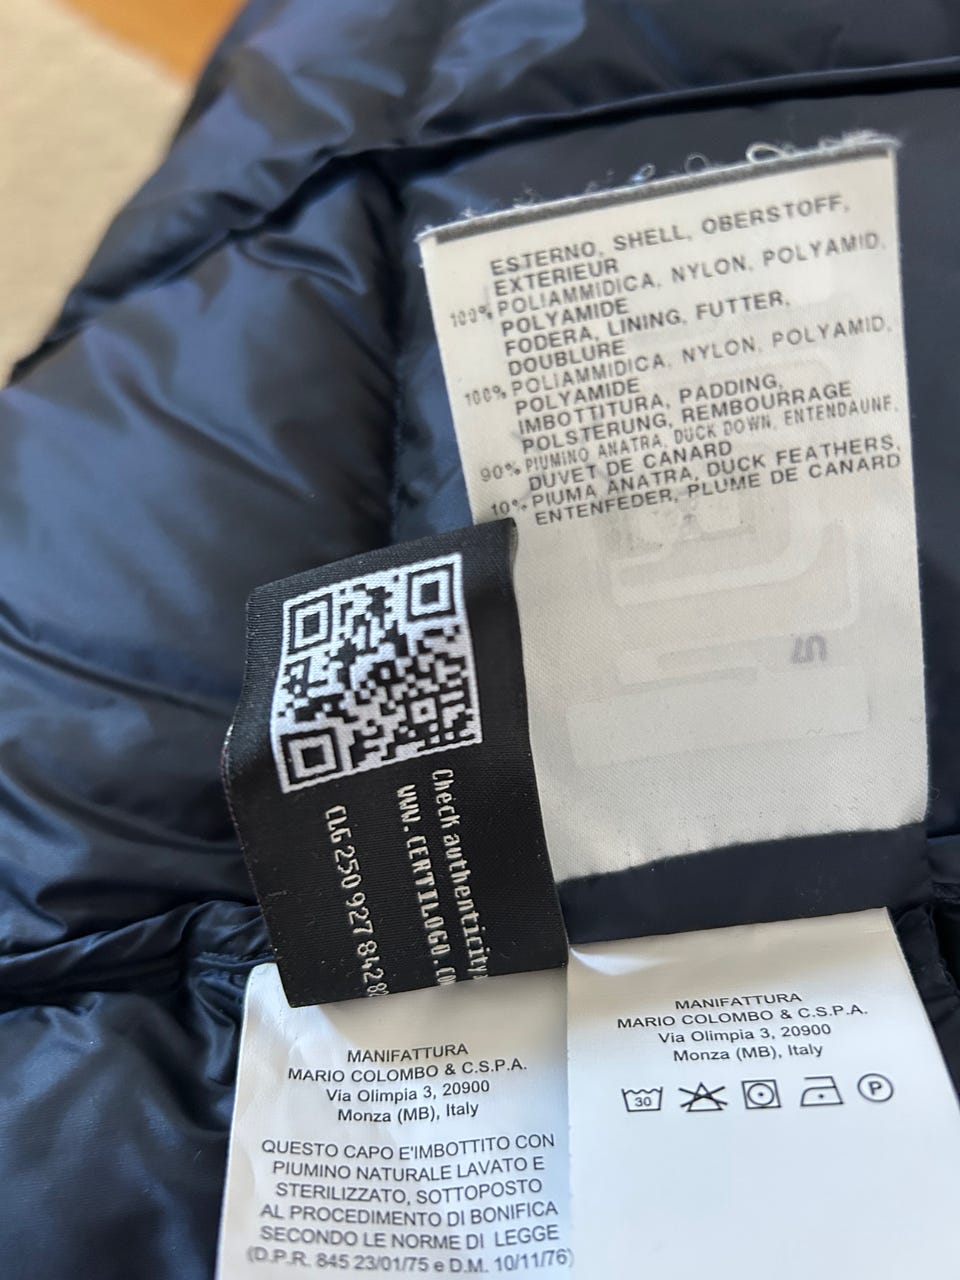 ESTERNO, SHELL, OBERSTOFF,
EXTERIEUR
100% POLIAMMIDICA, NYLON, POLYAMID,
POLYAMIDE
FODERA, LINING, FUTTER,
DOUBLURE
100% POLIAMMIDICA, NYLON, POLYAMID,
POLYAMIDE
IMBOTTITURA, PADDING,
POLSTERUNG, REMBOURRAGE
90% PIUMINO ANATRA, DUCK DOWN, ENTENDAUNE,
DUVET DE CANARD
10% PIUMA ANATRA, DUCK FEATHERS,
ENTENFEDER, PLUME DE CANARD
Check authenticity
WWW.CERTILOGO.CO
CLG 250 927 842 8
MANIFATTURA
MARIO COLOMBO & C.S.P.A.
Via Olimpia 3, 20900
Monza (MB), Italy
QUESTO CAPO E'IMBOTTITO CON
PIUMINO NATURALE LAVATO E
STERILIZZATO, SOTTOPOSTO
AL PROCEDIMENTO DI BONIFICA
SECONDO LE NORME DI LEGGE
(D.P.R. 845 23/01/75 e D.M. 10/11/76)
MANIFATTURA
MARIO COLOMBO & C.S.P.A.
Via Olimpia 3, 20900
Monza (MB), Italy
30 P